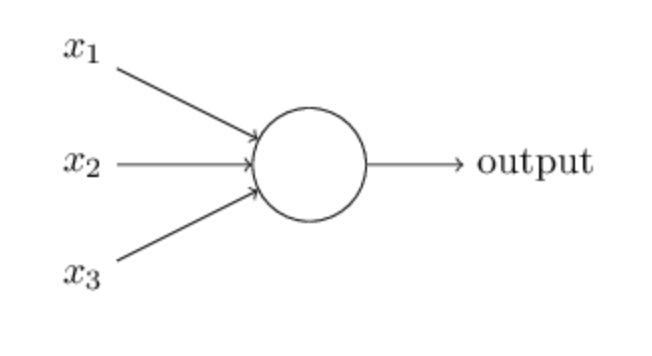 x₁
x₂ output
x₃